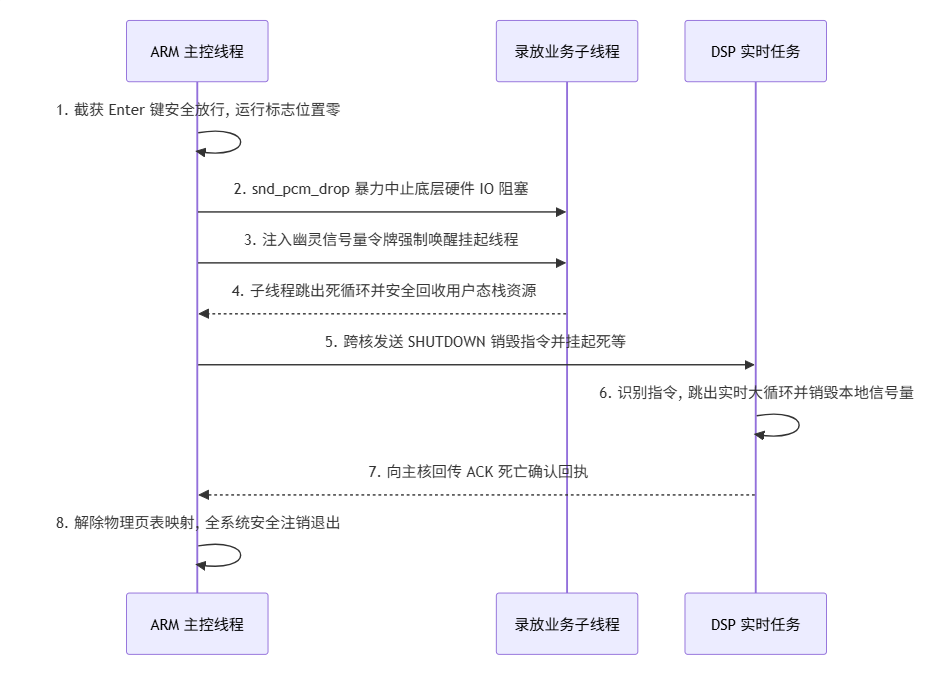 ARM 主控线程
录放业务子线程
DSP 实时任务
1. 截获 Enter 键安全放行, 运行标志位置零
2. snd_pcm_drop 暴力中止底层硬件 IO 阻塞
3. 注入幽灵信号量令牌强制唤醒挂起线程
4. 子线程跳出死循环并安全回收用户态栈资源
5. 跨核发送 SHUTDOWN 销毁指令并挂起死等
6. 识别指令, 跳出实时大循环并销毁本地信号量
7. 向主核回传 ACK 死亡确认回执
8. 解除物理页表映射, 全系统安全注销退出
ARM 主控线程
录放业务子线程
DSP 实时任务